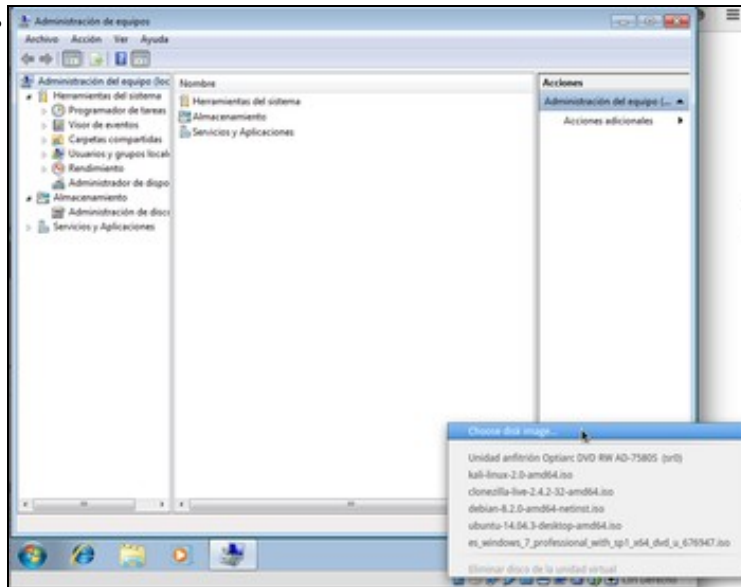 Administración de equipos
Archivo Acción Ver Ayuda
Administración del equipo (loc
Herramientas del sistema
Programador de tareas
Visor de eventos
Carpetas compartidas
Usuarios y grupos locale
Rendimiento
Administrador de dispo
Almacenamiento
Administración de disco
Servicios y Aplicaciones
Nombre
Herramientas del sistema
Almacenamiento
Servicios y Aplicaciones
Acciones
Administración del equipo (...
Acciones adicionales
Choose disk image...
Unidad anfitrión Optiarc DVD RW AD-7580S (sr0)
kali-linux-2.0-amd64.iso
clonezilla-live-2.4.2-32-amd64.iso
debian-8.2.0-amd64-netinst.iso
ubuntu-14.04.3-desktop-amd64.iso
es_windows_7_professional_with_sp1_x64_dvd_u_676947.iso
Eliminar disco de la unidad virtual
Ctrl Derecho